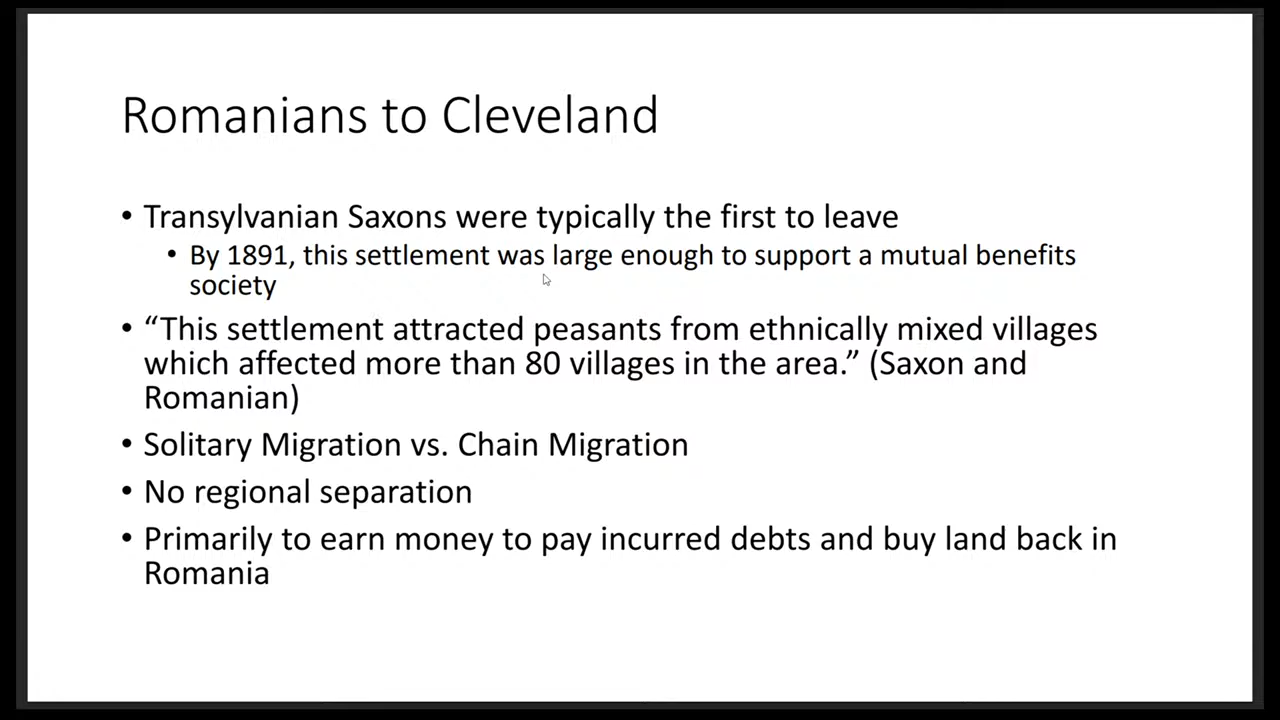 Romanians to Cleveland
• Transylvanian Saxons were typically the first to leave
• By 1891, this settlement was large enough to support a mutual benefits
society
• “This settlement attracted peasants from ethnically mixed villages
which affected more than 80 villages in the area.” (Saxon and
Romanian)
• Solitary Migration vs. Chain Migration
• No regional separation
• Primarily to earn money to pay incurred debts and buy land back in
Romania